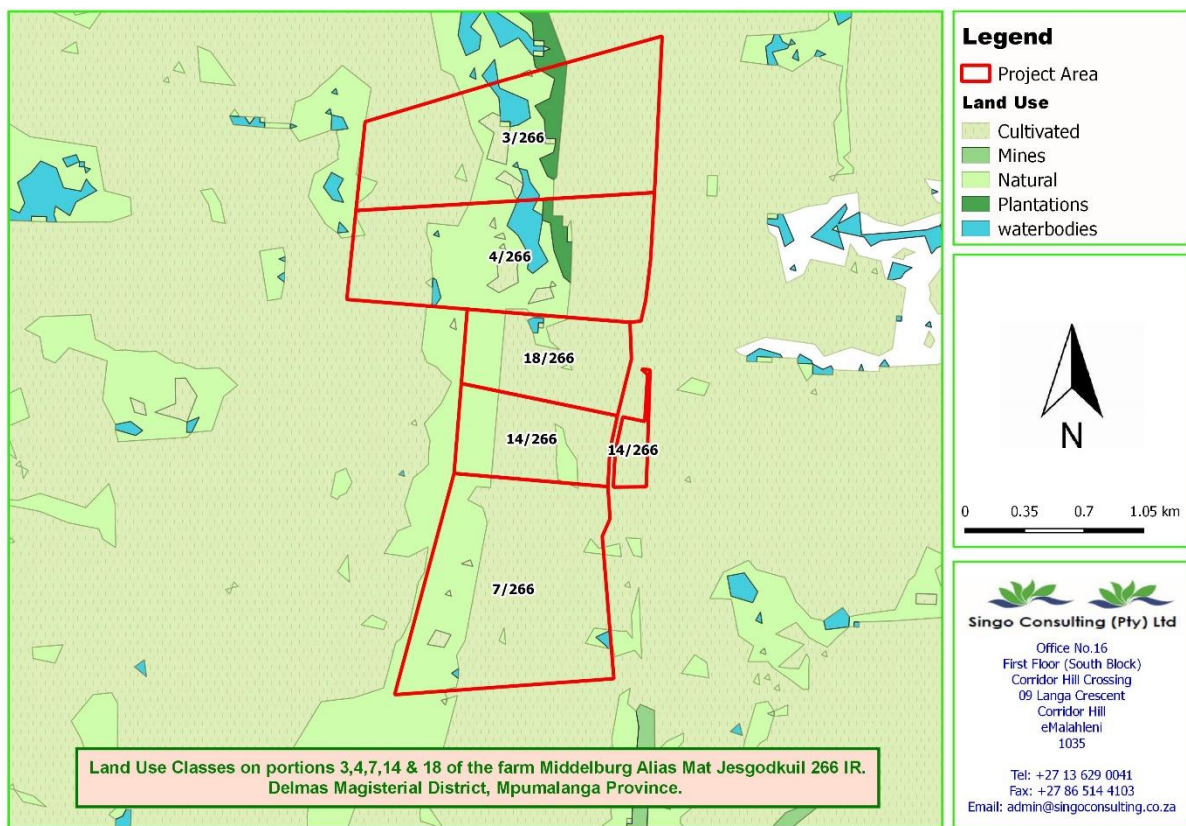 3/266
4/266
18/266
14/266
14/266
7/266
Land Use Classes on portions 3,4,7,14 & 18 of the farm Middelburg Alias Mat Jesgodkuil 266 IR.
Delmas Magisterial District, Mpumalanga Province.
Legend
Project Area
Land Use
Cultivated
Mines
Natural
Plantations
waterbodies
N
0 0.35 0.7 1.05 km
Singo Consulting (Pty) Ltd
Office No.16
First Floor (South Block)
Corridor Hill Crossing
09 Langa Crescent
Corridor Hill
eMalahleni
1035
Tel: +27 13 629 0041
Fax: +27 86 514 4103
Email: admin@singoconsulting.co.za